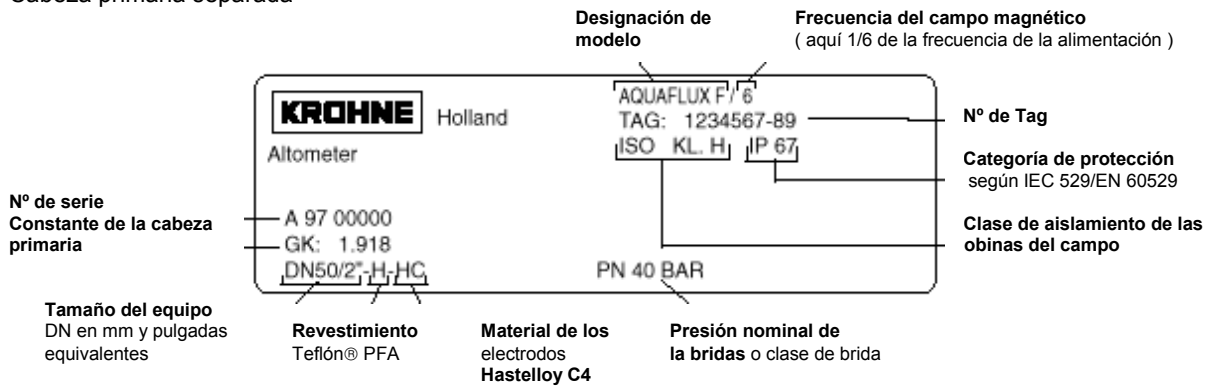 Cabeza primaria separada
Designación de
modelo
Frecuencia del campo magnético
( aquí 1/6 de la frecuencia de la alimentación )
KROHNE Holland
AQUAFLUX F / 6
TAG: 1234567-89
Nº de Tag
Altometer
ISO KL. H IP 67
Categoría de protección
según IEC 529/EN 60529
Nº de serie
Constante de la cabeza
primaria
A 97 00000
GK: 1.918
DN50/2"-H-HC
PN 40 BAR
Clase de aislamiento de las
obinas del campo
Tamaño del equipo
DN en mm y pulgadas
equivalentes
Revestimiento
Teflón® PFA
Material de los
electrodos
Hastelloy C4
Presión nominal de
la bridas o clase de brida